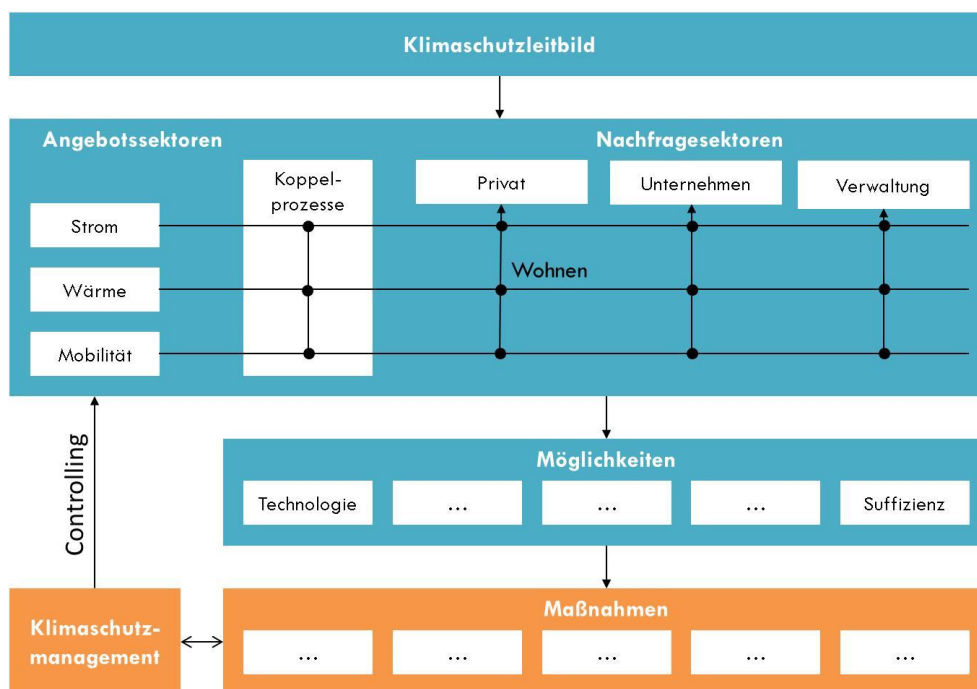 Klimaschutzleitbild
Angebotssektoren
Nachfragesektoren
Koppel-
prozesse
Privat
Unternehmen
Verwaltung
Strom
Wohnen
Wärme
Mobilität
Controlling
Möglichkeiten
Technologie
...
...
...
Suffizienz
Klimaschutz-
management
Maßnahmen
...
...
...
...
...